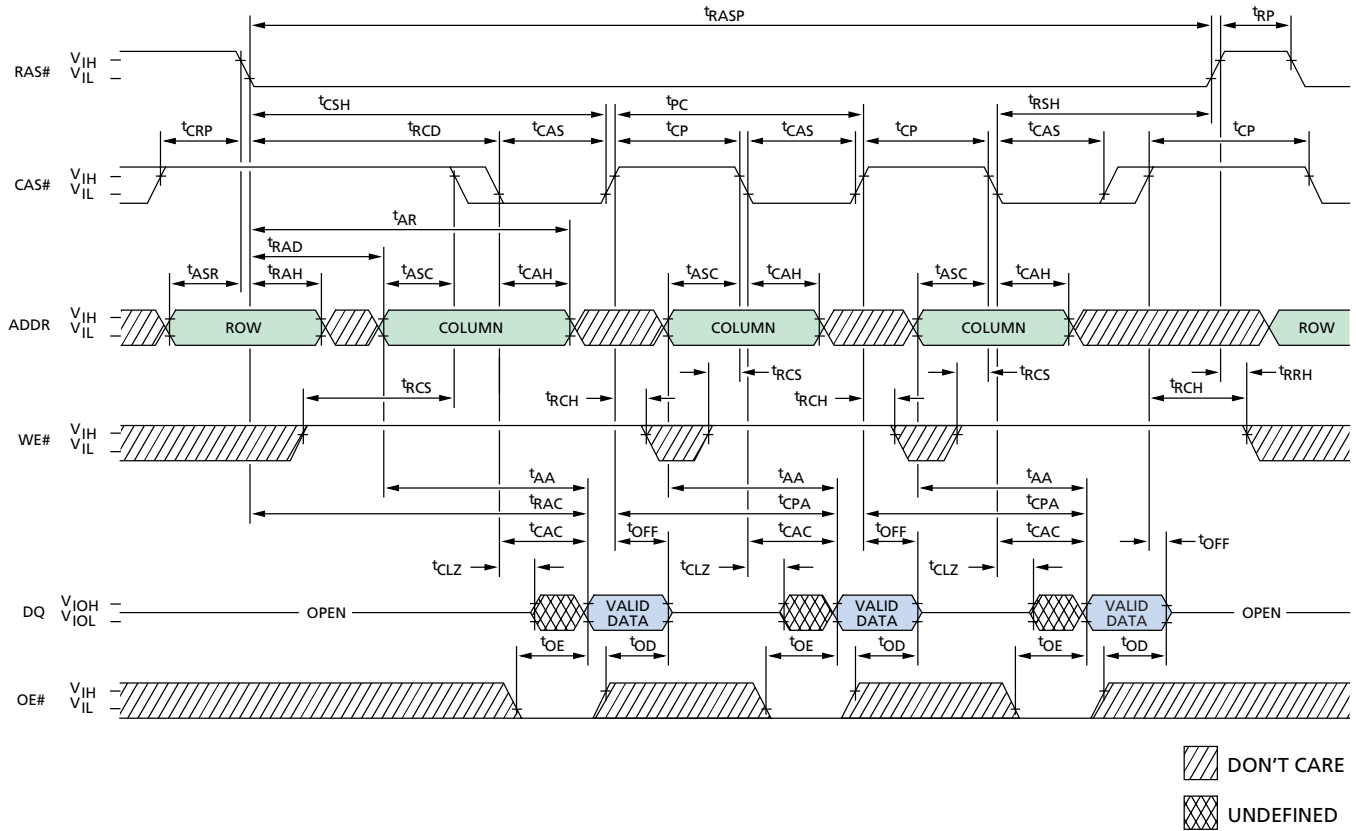 tRASP tRP
RAS# VIH
VIL
tCSH tPC tRSH
tCRP tRCD tCAS tCP tCAS tCP tCAS tCP
CAS# VIH
VIL
tAR
tRAD
tASR tRAH tASC tCAH tASC tCAH tASC tCAH
ADDR VIH
VIL
ROW COLUMN COLUMN COLUMN ROW
tRCS tRCH tRCS tRCH tRCS tRCH tRRH
WE# VIH
VIL
tAA tAA tAA
tRAC tCPA tCPA
tCAC tOFF tCAC tOFF tCAC tOFF
tCLZ tCLZ tCLZ
DQ VIOH
VIOL
OPEN VALID DATA VALID DATA VALID DATA OPEN
tOE tOD tOE tOD tOE tOD
OE# VIH
VIL
DON'T CARE
UNDEFINED